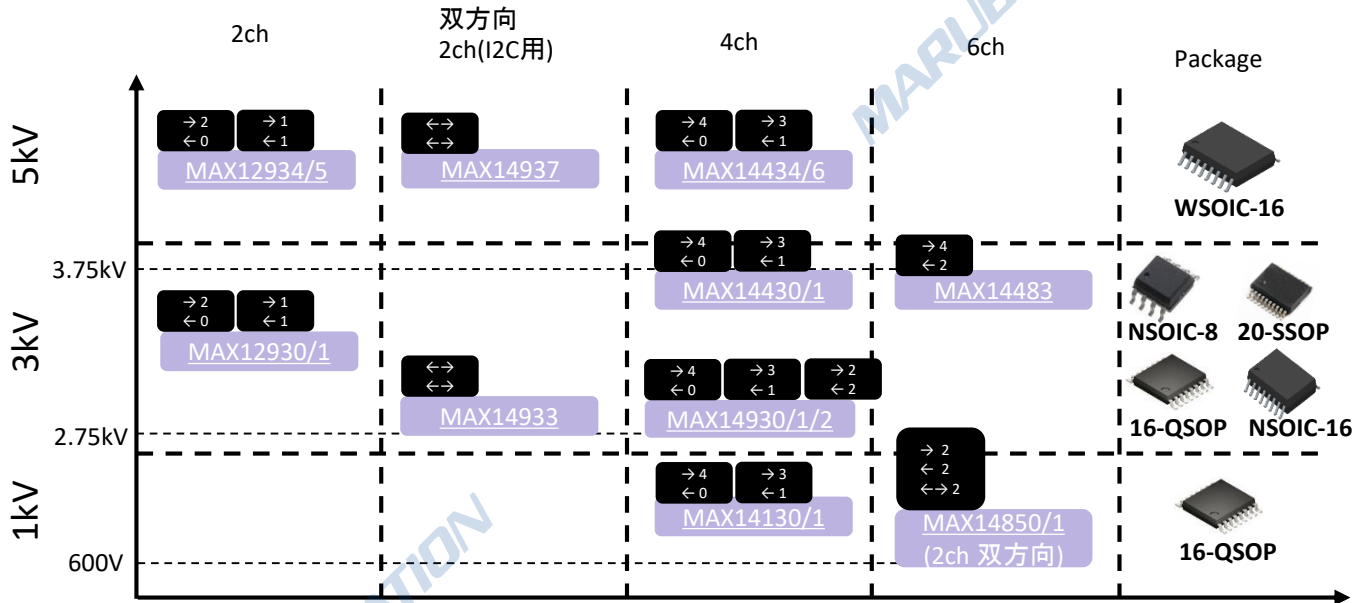 2ch
双方向
2ch(I2C用)
4ch
6ch
Package
MARUB
5kV
→2
←0
→1
←1
MAX12934/5
←→
←→
MAX14937
→4
←0
→3
←1
MAX14434/6
WSOIC-16
3.75kV
3kV
2.75kV
→2
←0
→1
←1
MAX12930/1
←→
←→
MAX14933
→4
←0
→3
←1
MAX14430/1
→4
←2
MAX14483
→4
←0
→3
←1
→2
←2
MAX14930/1/2
NSOIC-8
20-SSOP
16-QSOP
NSOIC-16
1kV
600V
→4
←0
→3
←1
MAX14130/1
→ 2
← 2
←→ 2
MAX14850/1
(2ch 双方向)
16-QSOP
ATION